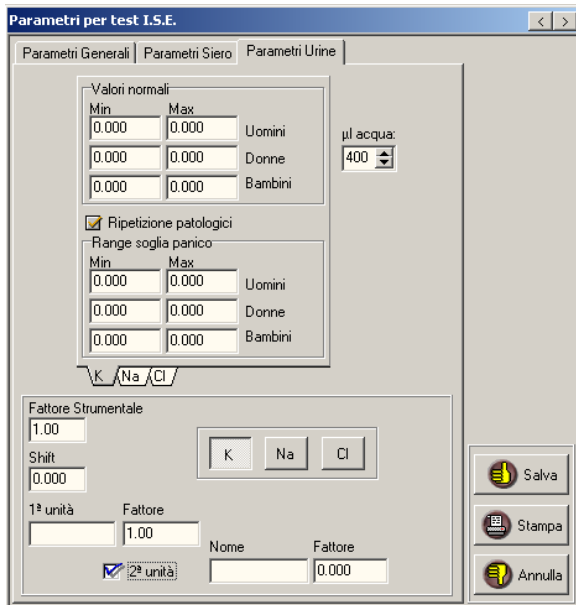 Parametri per test I.S.E.
Parametri Generali Parametri Siero Parametri Urine
Valori normali
Min Max
0.000 0.000 Uomini
0.000 0.000 Donne
0.000 0.000 Bambini
µl acqua:
400
Ripetizione patologici
Range soglia panico
Min Max
0.000 0.000 Uomini
0.000 0.000 Donne
0.000 0.000 Bambini
K Na Cl
Fattore Strumentale
1.00
K Na Cl
Shift
0.000
1ª unità Fattore
1.00
2ª unità
Nome Fattore
0.000
Salva
Stampa
Annulla